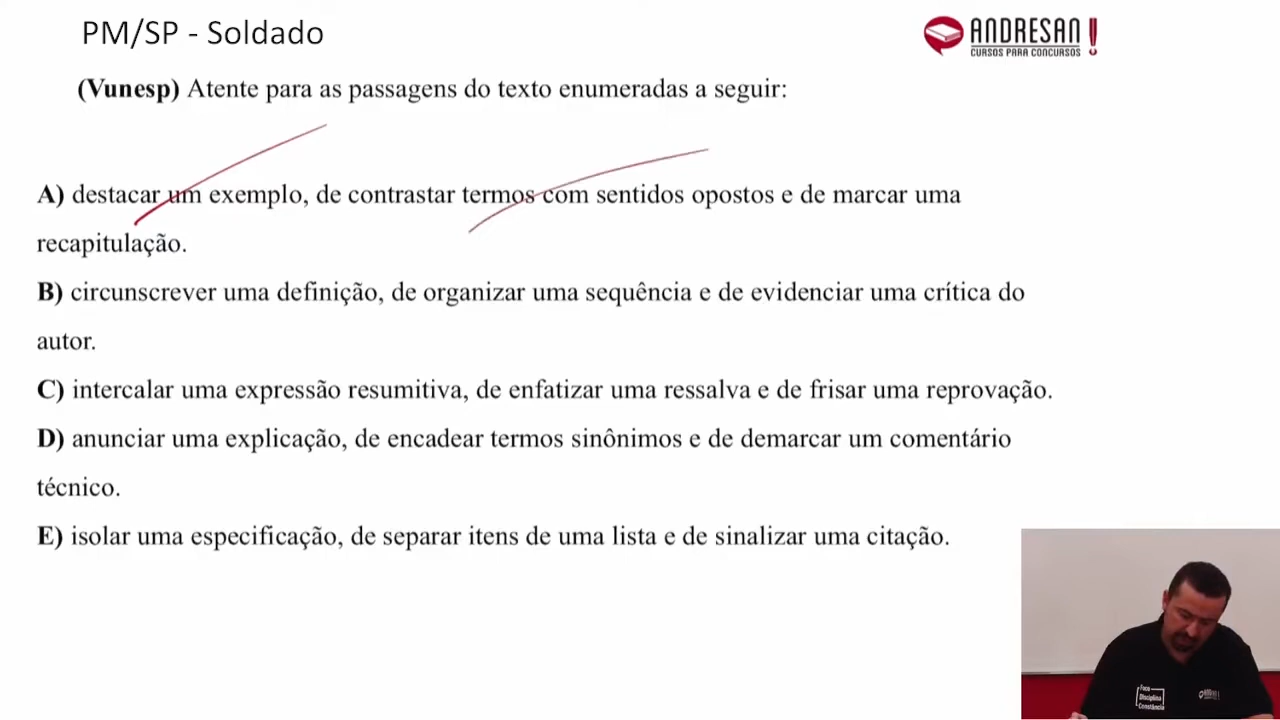 PM/SP - Soldado
ANDRESAN!
CURSOS PARA CONCURSOS
(Vunesp) Atente para as passagens do texto enumeradas a seguir:
A) destacar um exemplo, de contrastar termos com sentidos opostos e de marcar uma
recapitulação.
B) circunscrever uma definição, de organizar uma sequência e de evidenciar uma crítica do
autor.
C) intercalar uma expressão resumitiva, de enfatizar uma ressalva e de frisar uma reprovação.
D) anunciar uma explicação, de encadear termos sinônimos e de demarcar um comentário
técnico.
E) isolar uma especificação, de separar itens de uma lista e de sinalizar uma citação.
Foco
Disciplina
Constância